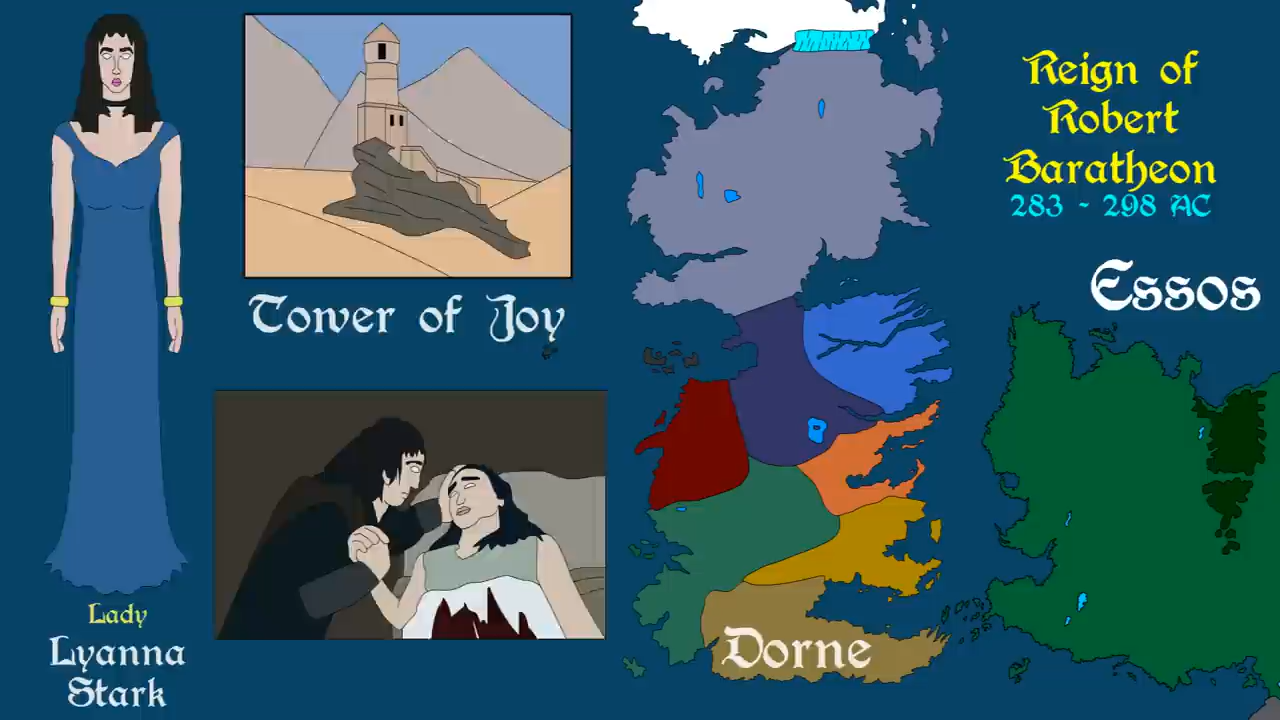 Lady
Lyanna
Stark
Tower of Joy
Dorne
Reign of
Robert
Baratheon
283 - 298 AC
Essos